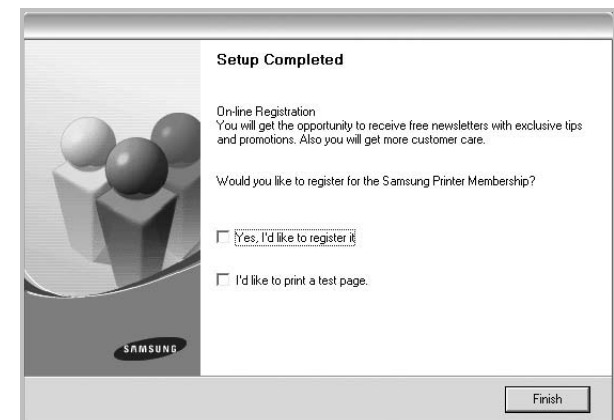 Setup Completed
On-line Registration
You will get the opportunity to receive free newsletters with exclusive tips
and promotions. Also you will get more customer care.
Would you like to register for the Samsung Printer Membership?
Yes, I'd like to register it
I'd like to print a test page.
SAMSUNG
Finish